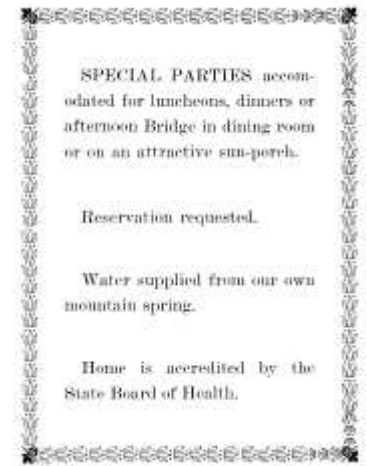 SPECIAL PARTIES accom-
odated for luncheons, dinners or
afternoon Bridge in dining room
or on an attractive sun-porch.
Reservation requested.
Water supplied from our own
mountain spring.
Home is accredited by the
State Board of Health.